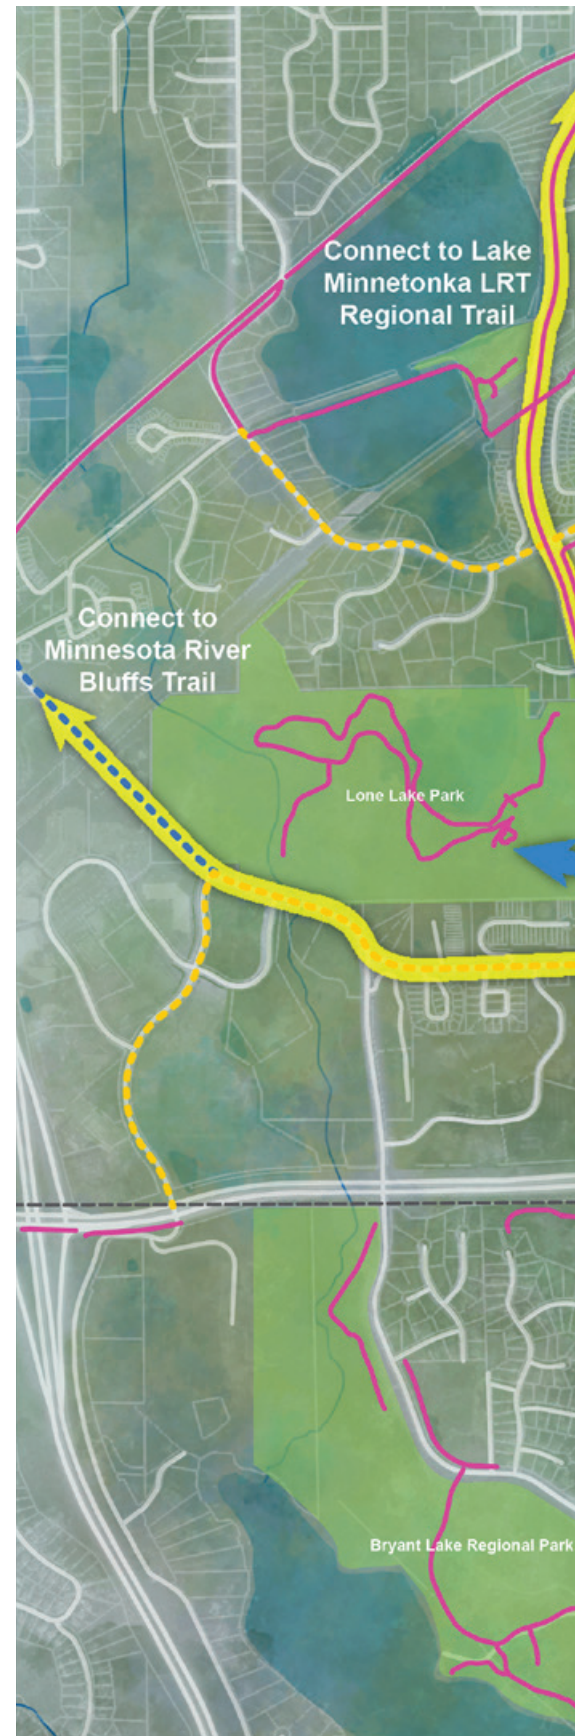 Connect to Lake
Minnetonka LRT
Regional Trail
Connect to
Minnesota River
Bluffs Trail
Lone Lake Park
Bryant Lake Regional Park